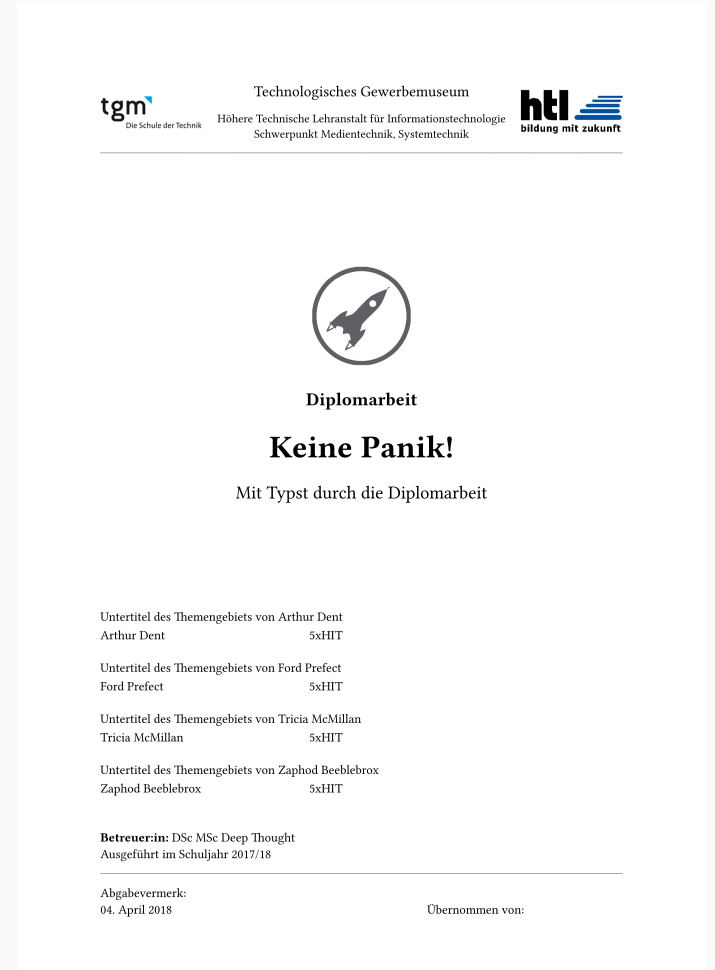 tgm
Die Schule der Technik
Technologisches Gewerbemuseum
Höhere Technische Lehranstalt für Informationstechnologie
Schwerpunkt Medientechnik, Systemtechnik
htl
bildung mit zukunft
Diplomarbeit
Keine Panik!
Mit Typst durch die Diplomarbeit
Untertitel des Themengebiets von Arthur Dent
Arthur Dent 5xHIT
Untertitel des Themengebiets von Ford Prefect
Ford Prefect 5xHIT
Untertitel des Themengebiets von Tricia McMillan
Tricia McMillan 5xHIT
Untertitel des Themengebiets von Zaphod Beeblebrox
Zaphod Beeblebrox 5xHIT
Betreuer:in: DSc MSc Deep Thought
Ausgeführt im Schuljahr 2017/18
Abgabevermerk:
04. April 2018 Übernommen von: